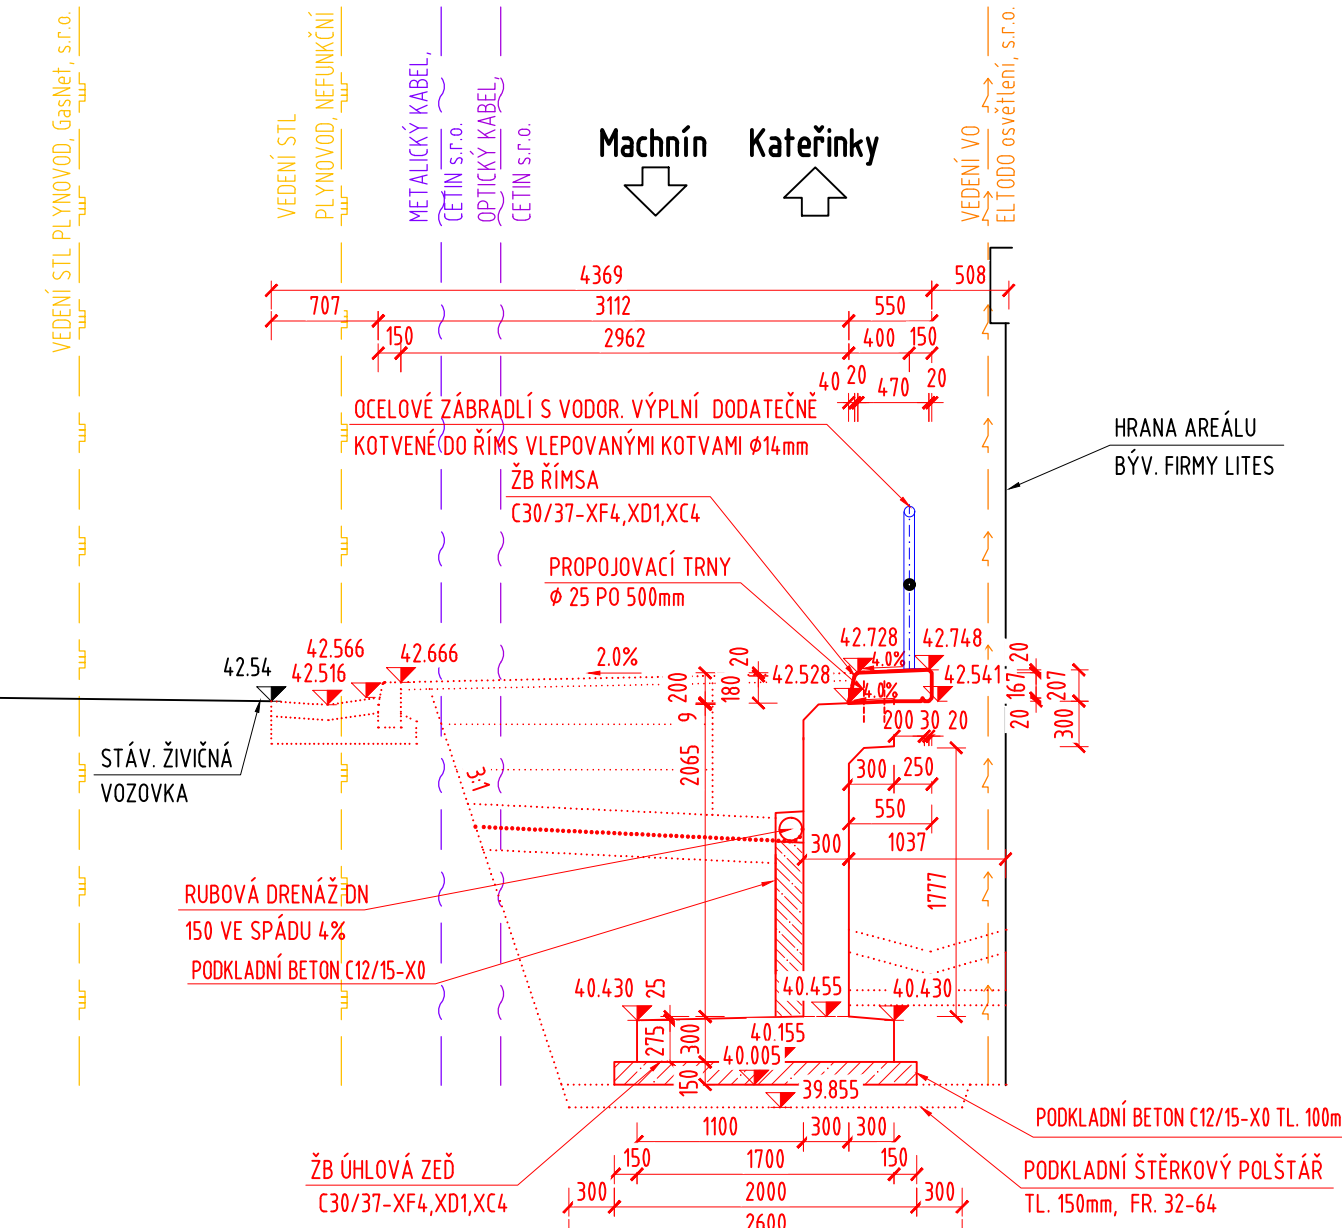 VEDENÍ STL PLYNOVOD, GasNet, s.r.o.
VEDENÍ STL
PLYNOVOD, NEFUNKČNÍ
METALICKÝ KABEL,
CETIN s.r.o.
OPTICKÝ KABEL,
CETIN s.r.o.
Machnín
Kateřinky
VEDENÍ VO
ELTODO osvětlení, s.r.o.
4369
508
707
3112
550
150
2962
400
150
40
20
470
20
OCELOVÉ ZÁBRADLÍ S VODOR. VÝPLNÍ DODATEČNĚ
KOTVENÉ DO ŘÍMS VLEPOVANÝMI KOTVAMI Ø14mm
HRANA AREÁLU
BÝV. FIRMY LITES
ŽB ŘÍMSA
C30/37-XF4,XD1,XC4
PROPOJOVACÍ TRNY
Ø 25 PO 500mm
42.54
42.566
42.516
42.666
2.0%
20
200
180
9
42.728
42.748
4.0%
42.528
42.541
4.0%
20
167
207
20
300
200
30
20
STÁV. ŽIVIČNÁ
VOZOVKA
3:1
2065
300
250
550
300
1037
1777
RUBOVÁ DRENÁŽ DN
150 VE SPÁDU 4%
PODKLADNÍ BETON C12/15-X0
40.430
25
40.455
40.430
275
300
40.155
40.005
150
39.855
PODKLADNÍ BETON C12/15-X0 TL. 100m
1100
300
300
150
1700
150
ŽB ÚHLOVÁ ZEĎ
C30/37-XF4,XD1,XC4
PODKLADNÍ ŠTĚRKOVÝ POLŠTÁŘ
TL. 150mm, FR. 32-64
300
2000
300
2600